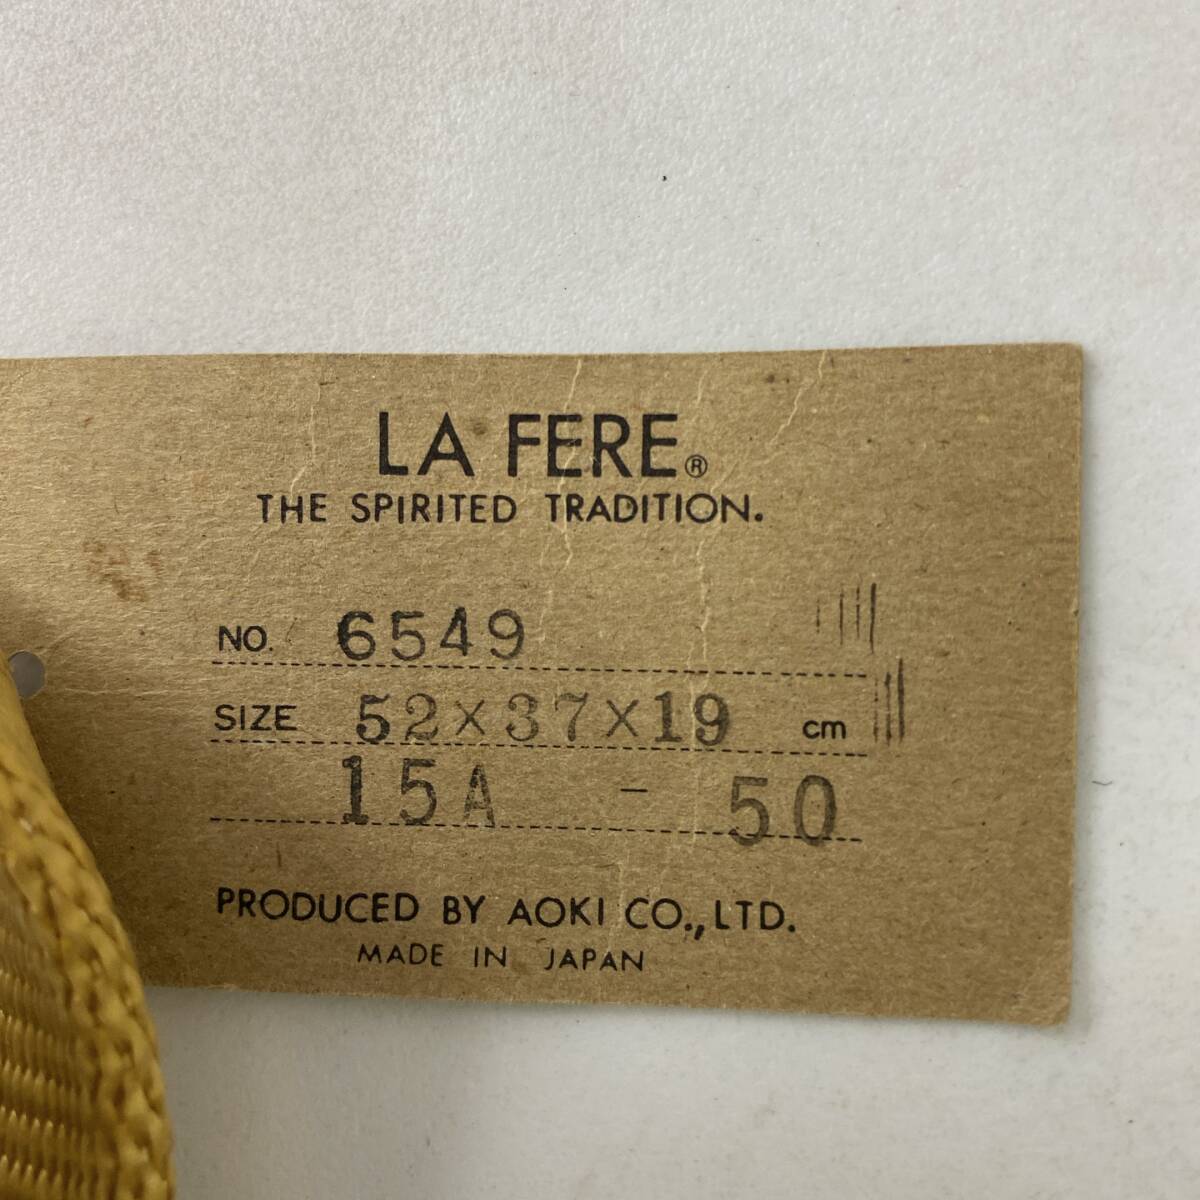 LA FERE®
THE SPIRITED TRADITION.
NO. 6549
SIZE 52×37×19 cm
15A - 50
PRODUCED BY AOKI CO.,LTD.
MADE IN JAPAN